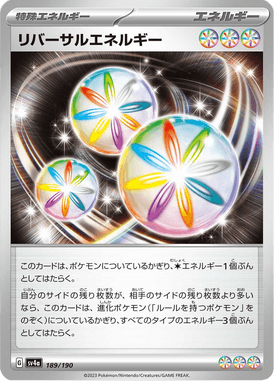 特殊エネルギー エネルギー
リバーサルエネルギー
このカードは、ポケモンについているかぎり、無エネルギー1個ぶん
としてはたらく。
自分のサイドの残り枚数が、相手のサイドの残り枚数より多い
なら、このカードは、進化ポケモン(「ルールを持つポケモン」をの
ぞく)についているかぎり、すべてのタイプのエネルギー3個ぶん
としてはたらく。
G sv4a 189/190
©2023 Pokémon/Nintendo/Creatures/GAME FREAK.